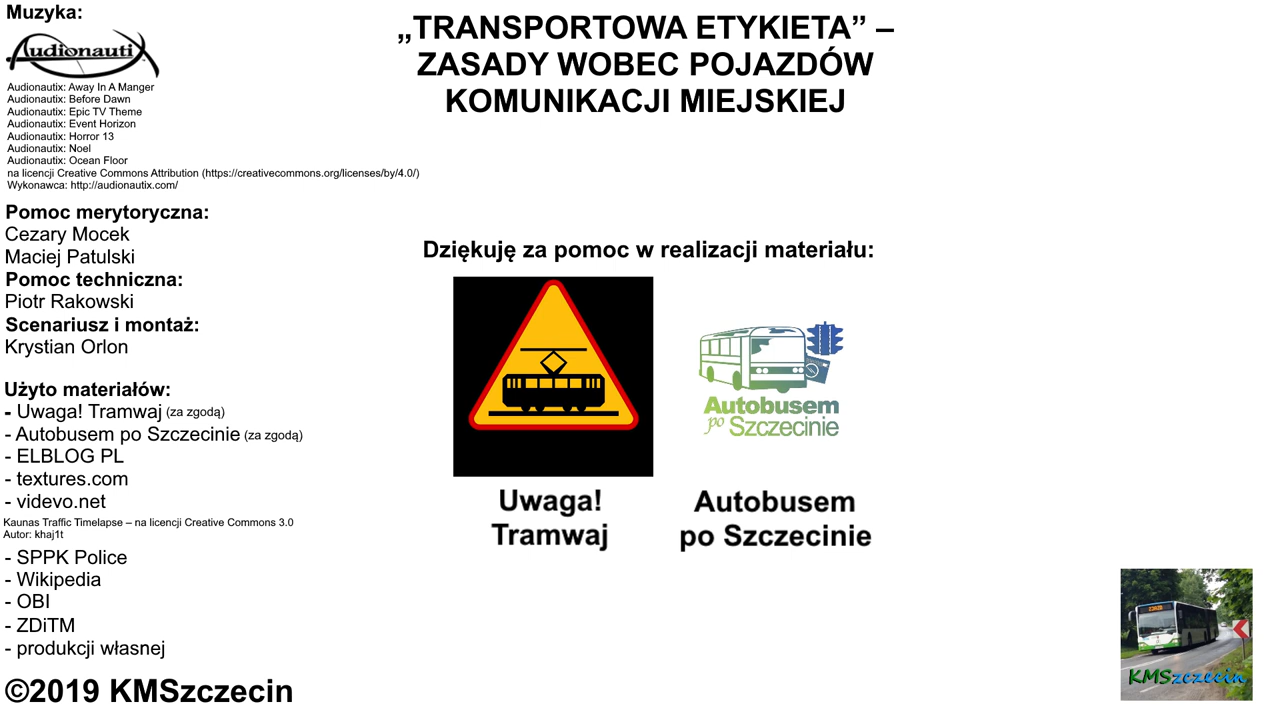 Muzyka:
Audionautix
Audionautix: Away In A Manger
Audionautix: Before Dawn
Audionautix: Epic TV Theme
Audionautix: Event Horizon
Audionautix: Horror 13
Audionautix: Noel
Audionautix: Ocean Floor
na licencji Creative Commons Attribution (https://creativecommons.org/licenses/by/4.0/)
Wykonawca: http://audionautix.com/
Pomoc merytoryczna:
Cezary Mocek
Maciej Patulski
Pomoc techniczna:
Piotr Rakowski
Scenariusz i montaż:
Krystian Orlon
Użyto materiałów:
- Uwaga! Tramwaj (za zgodą)
- Autobusem po Szczecinie (za zgodą)
- ELBLOG PL
- textures.com
- videvo.net
Kaunas Traffic Timelapse – na licencji Creative Commons 3.0
Autor: khaj1t
- SPPK Police
- Wikipedia
- OBI
- ZDiTM
- produkcji własnej
©2019 KMSzczecin
„TRANSPORTOWA ETYKIETA” –
ZASADY WOBEC POJAZDÓW
KOMUNIKACJI MIEJSKIEJ
Dziękuję za pomoc w realizacji materiału:
Autobusem
po Szczecinie
Uwaga!
Tramwaj
Autobusem
po Szczecinie
KMSzczecin